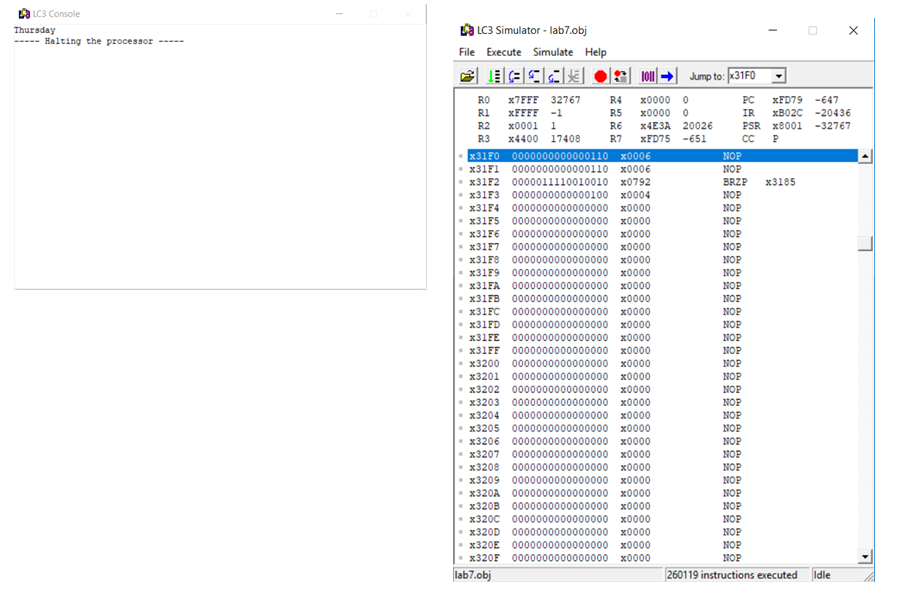 LC3 Console
Thursday
----- Halting the processor -----
LC3 Simulator - lab7.obj
File Execute Simulate Help
Jump to: x31F0
R0 x7FFF 32767 R4 x0000 0 PC xFD79 -647
R1 xFFFF -1 R5 x0000 0 IR xB02C -20436
R2 x0001 1 R6 x4E3A 20026 PSR x8001 -32767
R3 x4400 17408 R7 xFD75 -651 CC P
x31F0 0000000000000110 x0006 NOP
x31F1 0000000000000110 x0006 NOP
x31F2 0000011110010010 x0792 BRZP x3185
x31F3 0000000000000100 x0004 NOP
x31F4 0000000000000000 x0000 NOP
x31F5 0000000000000000 x0000 NOP
x31F6 0000000000000000 x0000 NOP
x31F7 0000000000000000 x0000 NOP
x31F8 0000000000000000 x0000 NOP
x31F9 0000000000000000 x0000 NOP
x31FA 0000000000000000 x0000 NOP
x31FB 0000000000000000 x0000 NOP
x31FC 0000000000000000 x0000 NOP
x31FD 0000000000000000 x0000 NOP
x31FE 0000000000000000 x0000 NOP
x31FF 0000000000000000 x0000 NOP
x3200 0000000000000000 x0000 NOP
x3201 0000000000000000 x0000 NOP
x3202 0000000000000000 x0000 NOP
x3203 0000000000000000 x0000 NOP
x3204 0000000000000000 x0000 NOP
x3205 0000000000000000 x0000 NOP
x3206 0000000000000000 x0000 NOP
x3207 0000000000000000 x0000 NOP
x3208 0000000000000000 x0000 NOP
x3209 0000000000000000 x0000 NOP
x320A 0000000000000000 x0000 NOP
x320B 0000000000000000 x0000 NOP
x320C 0000000000000000 x0000 NOP
x320D 0000000000000000 x0000 NOP
x320E 0000000000000000 x0000 NOP
x320F 0000000000000000 x0000 NOP
lab7.obj 260119 instructions executed Idle